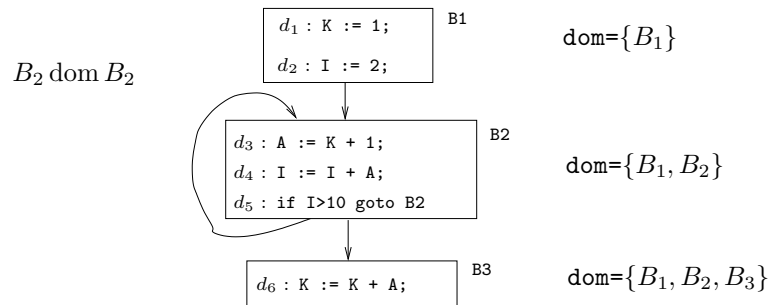 B1
d₁ : K := 1;
d₂ : I := 2;
dom={B₁}
B₂ dom B₂
B2
d₃ : A := K + 1;
d₄ : I := I + A;
d₅ : if I>10 goto B2
dom={B₁, B₂}
B3
d₆ : K := K + A;
dom={B₁, B₂, B₃}